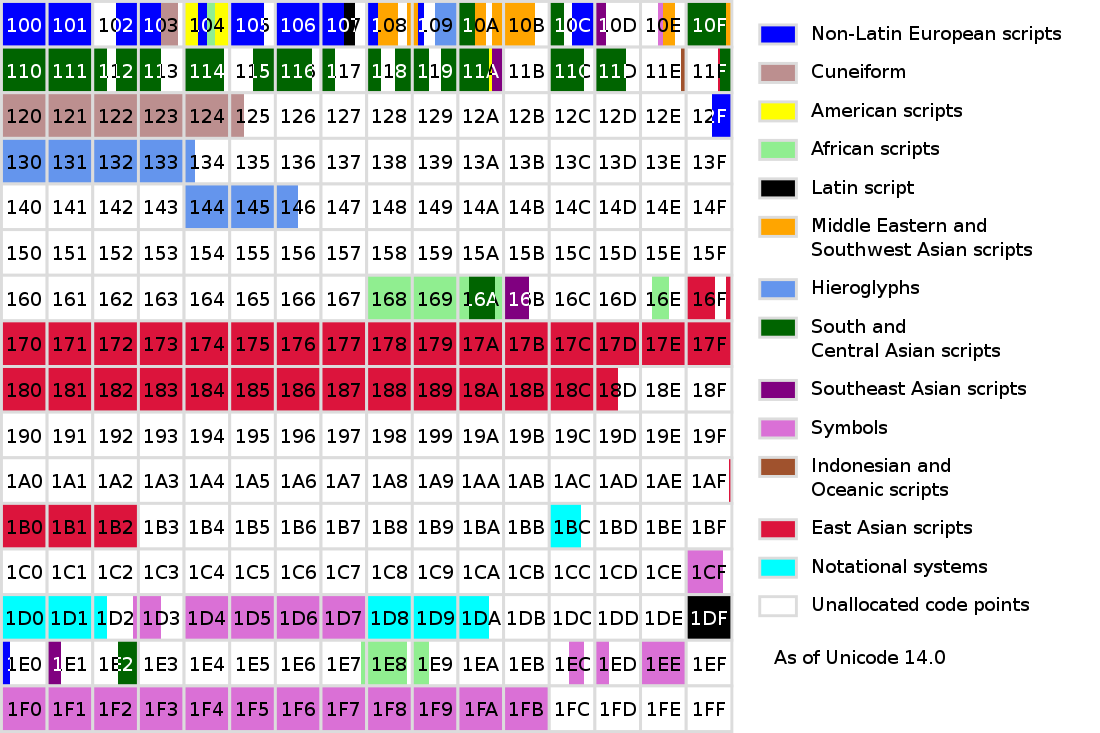 100 101 102 103 104 105 106 107 108 109 10A 10B 10C 10D 10E 10F
110 111 112 113 114 115 116 117 118 119 11A 11B 11C 11D 11E 11F
120 121 122 123 124 125 126 127 128 129 12A 12B 12C 12D 12E 12F
130 131 132 133 134 135 136 137 138 139 13A 13B 13C 13D 13E 13F
140 141 142 143 144 145 146 147 148 149 14A 14B 14C 14D 14E 14F
150 151 152 153 154 155 156 157 158 159 15A 15B 15C 15D 15E 15F
160 161 162 163 164 165 166 167 168 169 16A 16B 16C 16D 16E 16F
170 171 172 173 174 175 176 177 178 179 17A 17B 17C 17D 17E 17F
180 181 182 183 184 185 186 187 188 189 18A 18B 18C 18D 18E 18F
190 191 192 193 194 195 196 197 198 199 19A 19B 19C 19D 19E 19F
1A0 1A1 1A2 1A3 1A4 1A5 1A6 1A7 1A8 1A9 1AA 1AB 1AC 1AD 1AE 1AF
1B0 1B1 1B2 1B3 1B4 1B5 1B6 1B7 1B8 1B9 1BA 1BB 1BC 1BD 1BE 1BF
1C0 1C1 1C2 1C3 1C4 1C5 1C6 1C7 1C8 1C9 1CA 1CB 1CC 1CD 1CE 1CF
1D0 1D1 1D2 1D3 1D4 1D5 1D6 1D7 1D8 1D9 1DA 1DB 1DC 1DD 1DE 1DF
1E0 1E1 1E2 1E3 1E4 1E5 1E6 1E7 1E8 1E9 1EA 1EB 1EC 1ED 1EE 1EF
1F0 1F1 1F2 1F3 1F4 1F5 1F6 1F7 1F8 1F9 1FA 1FB 1FC 1FD 1FE 1FF
Non-Latin European scripts
Cuneiform
American scripts
African scripts
Latin script
Middle Eastern and
Southwest Asian scripts
Hieroglyphs
South and
Central Asian scripts
Southeast Asian scripts
Symbols
Indonesian and
Oceanic scripts
East Asian scripts
Notational systems
Unallocated code points
As of Unicode 14.0